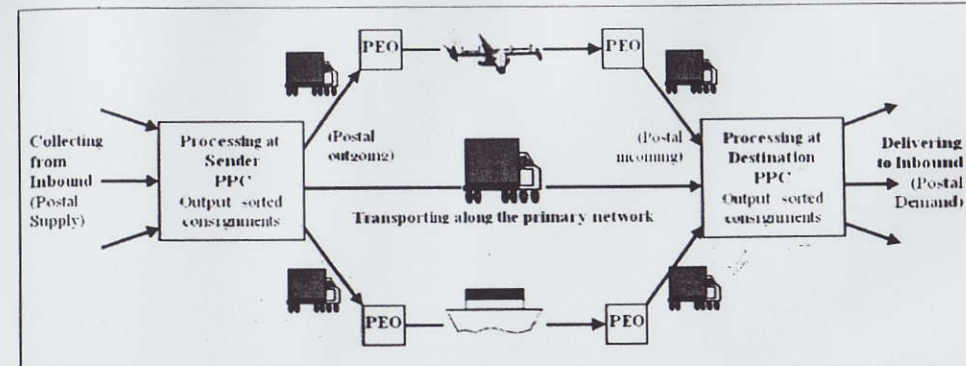 PEO
PEO
Collecting
from
Inbound
(Postal
Supply)
Processing at
Sender
PPC
Output sorted
consignments
(Postal
outgoing)
(Postal
incoming)
Transporting along the primary network
Processing at
Destination
PPC
Output sorted
consignments
Delivering
to Inbound
(Postal
Demand)
PEO
PEO